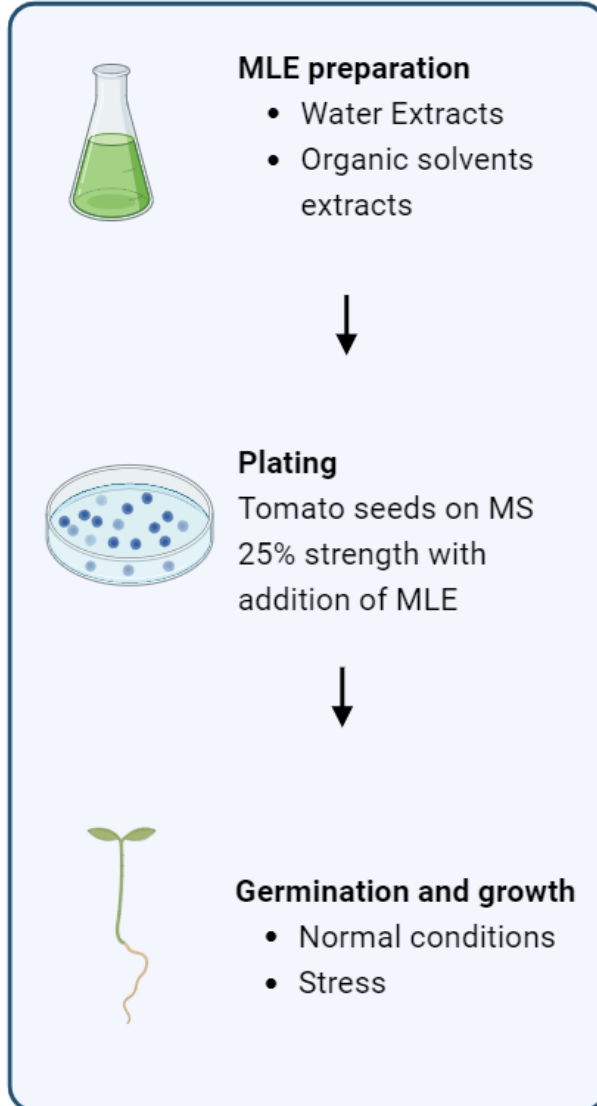 MLE preparation
• Water Extracts
• Organic solvents
extracts
Plating
Tomato seeds on MS
25% strength with
addition of MLE
Germination and growth
• Normal conditions
• Stress